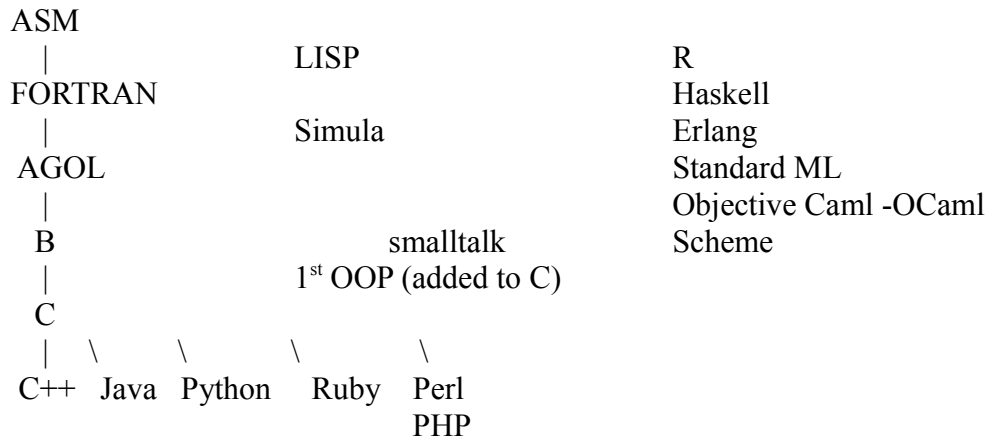 ASM
| LISP R
FORTRAN Haskell
| Simula Erlang
AGOL Standard ML
| Objective Caml -OCaml
B smalltalk Scheme
| 1st OOP (added to C)
C
| \ \ \ \
C++ Java Python Ruby Perl
PHP